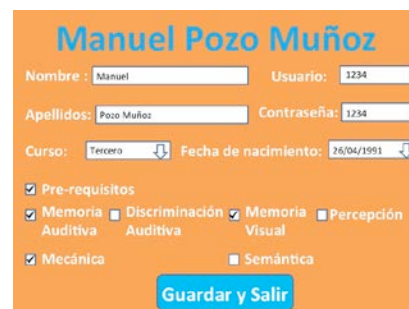 Manuel Pozo Muñoz
Nombre : Manuel Usuario: 1234
Apellidos: Pozo Muñoz Contraseña: 1234
Curso: Tercero Fecha de nacimiento: 26/04/1991
Pre-requisitos
Memoria Auditiva Discriminación Auditiva Memoria Visual Percepción
Mecánica Semántica
Guardar y Salir